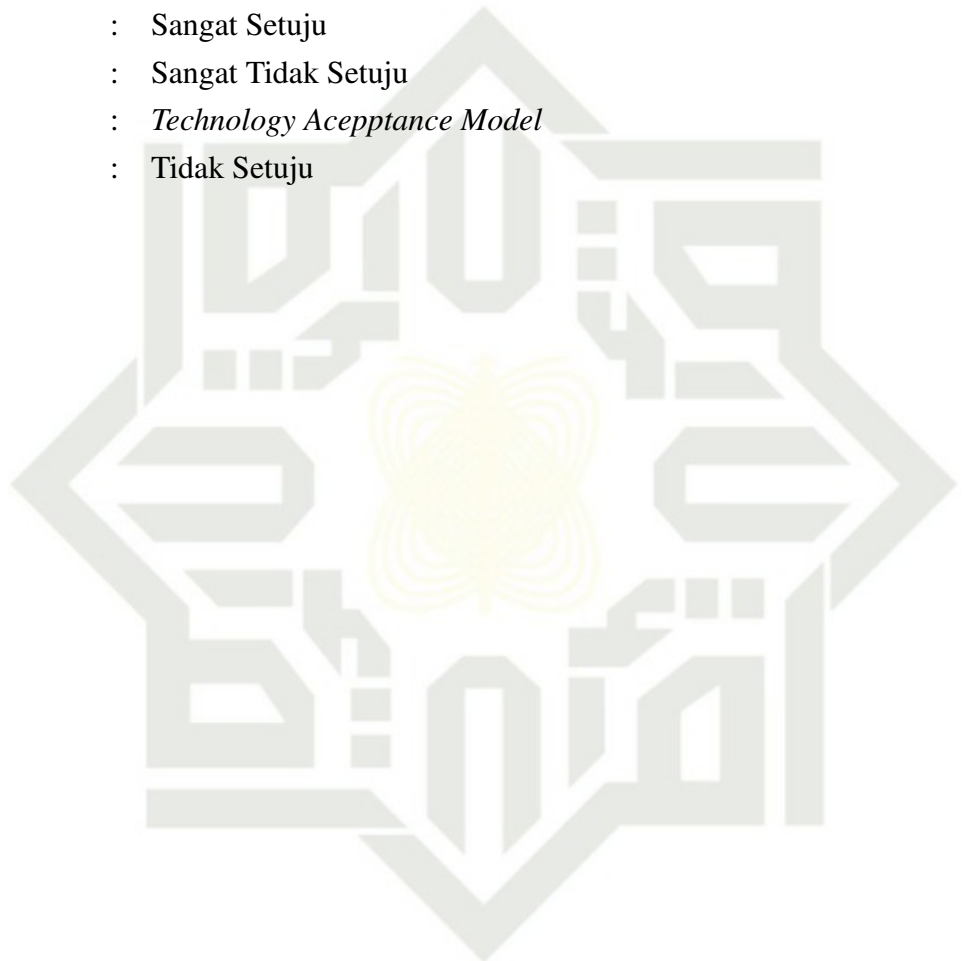 : Sangat Setuju
: Sangat Tidak Setuju
: Technology Acepptance Model
: Tidak Setuju